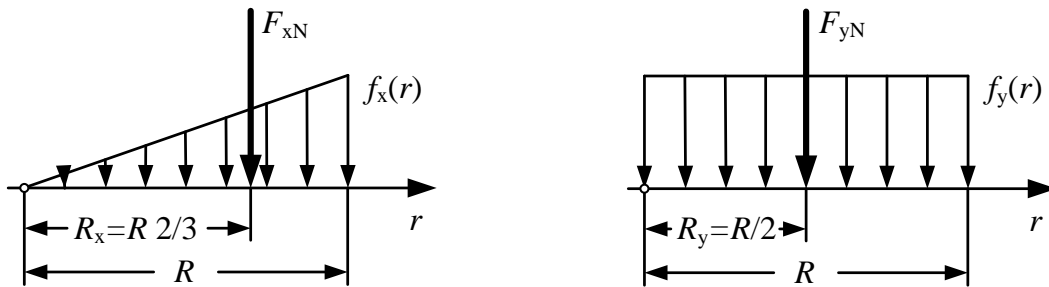 F_xN
f_x(r)
R_x=R 2/3
r
R
F_yN
f_y(r)
R_y=R/2
r
R